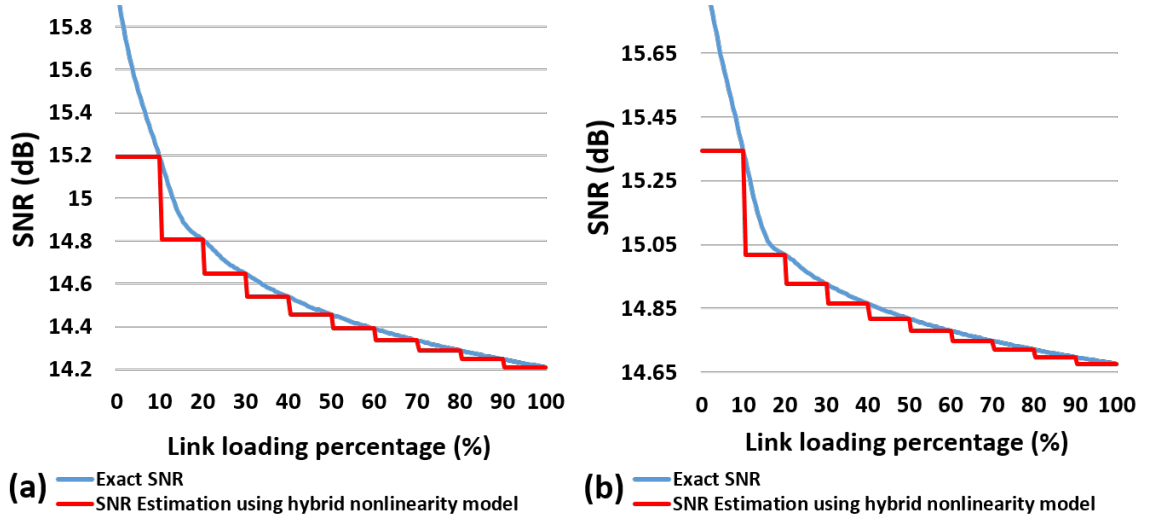 15.8
15.6
15.4
15.2
15
14.8
14.6
14.4
14.2
SNR (dB)
0 10 20 30 40 50 60 70 80 90 100
Link loading percentage (%)
(a)
Exact SNR
SNR Estimation using hybrid nonlinearity model
15.65
15.45
15.25
15.05
14.85
14.65
SNR (dB)
0 10 20 30 40 50 60 70 80 90 100
Link loading percentage (%)
(b)
Exact SNR
SNR Estimation using hybrid nonlinearity model